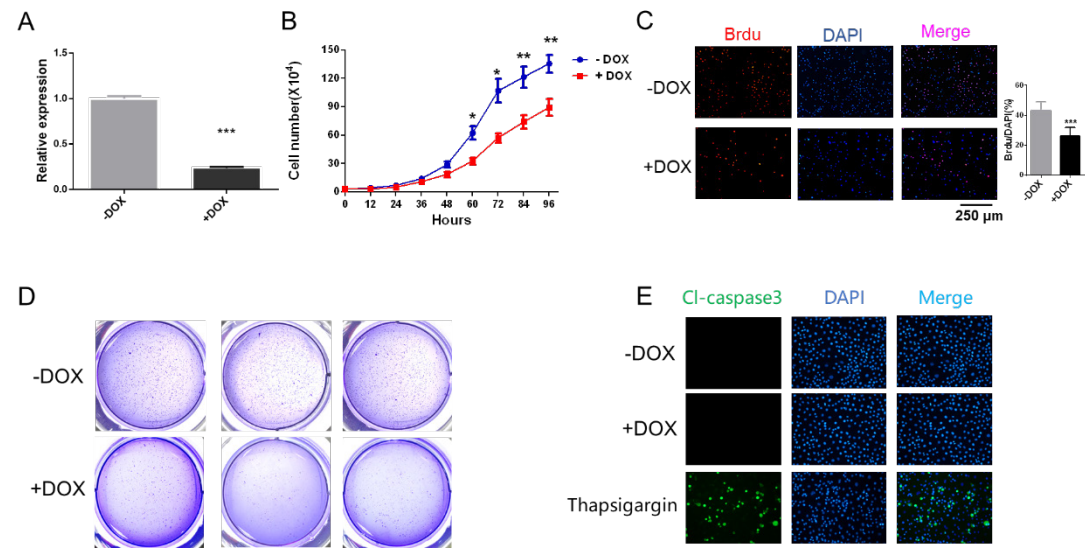 A
Relative expression
1.5
1.0
0.5
0.0
***
-DOX
+DOX
B
Cell number(X10⁴)
150
120
90
60
30
0
*
*
**
**
- DOX
+ DOX
0 12 24 36 48 60 72 84 96
Hours
C
Brdu DAPI Merge
-DOX
+DOX
250 μm
Brdu/DAPI(%)
60
40
20
0
***
-DOX
+DOX
D
-DOX
+DOX
E
Cl-caspase3 DAPI Merge
-DOX
+DOX
Thapsigargin